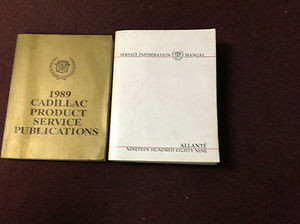 1989
CADILLAC
PRODUCT
SERVICE
PUBLICATIONS
SERVICE INFORMATION MANUAL
ALLANTÉ
NINETEEN HUNDRED EIGHTY NINE